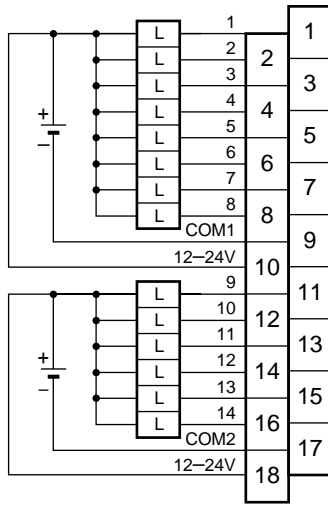 L 1 1
L 2 2
L 3 3
L 4 4
L 5 5
L 6 6
L 7 7
L 8 8
+
−
COM1 9
12–24V 10
L 9 11
L 10 12
L 11 13
L 12 14
L 13 15
L 14 16
+
−
COM2 17
12–24V 18